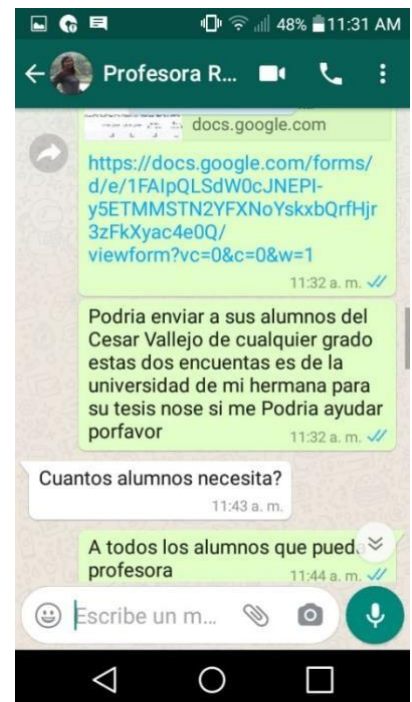 48% 11:31 AM
Profesora R...
docs.google.com
https://docs.google.com/forms/
d/e/1FAIpQLSdW0cJNEPI-
y5ETMMSTN2YFXNoYskxbQrfHjr
3zFkXyac4e0Q/
viewform?vc=0&c=0&w=1
11:32 a. m.
Podria enviar a sus alumnos del
Cesar Vallejo de cualquier grado
estas dos encuentas es de la
universidad de mi hermana para
su tesis nose si me Podria ayudar
porfavor
11:32 a. m.
Cuantos alumnos necesita?
11:43 a. m.
A todos los alumnos que pueda
profesora
11:44 a. m.
Escribe un m...